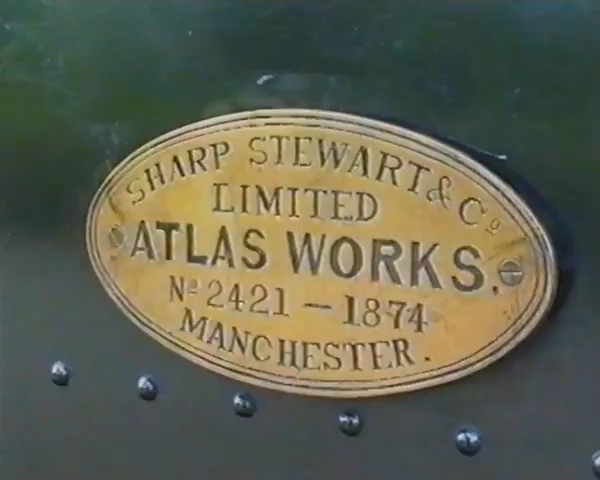 SHARP STEWART & Cº
LIMITED
ATLAS WORKS.
Nº 2421 – 1874
MANCHESTER.